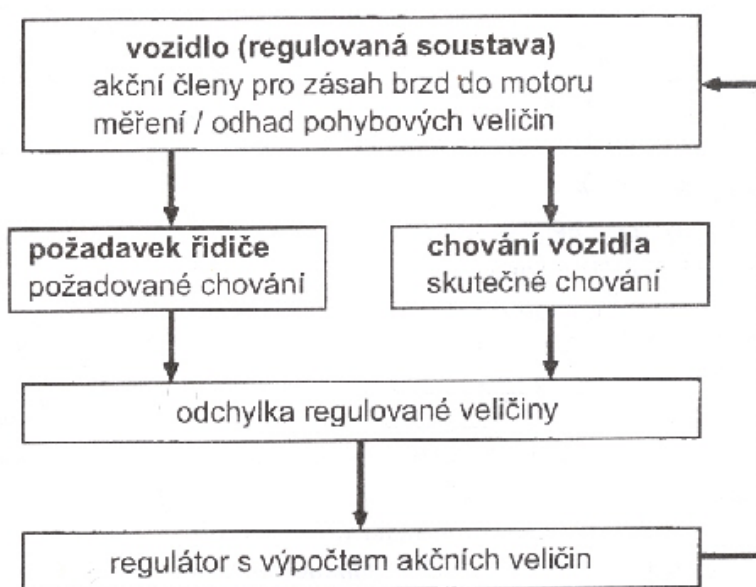 vozidlo (regulovaná soustava)
akční členy pro zásah brzd do motoru
měření / odhad pohybových veličin
požadavek řidiče
požadované chování
chování vozidla
skutečné chování
odchylka regulované veličiny
regulátor s výpočtem akčních veličin